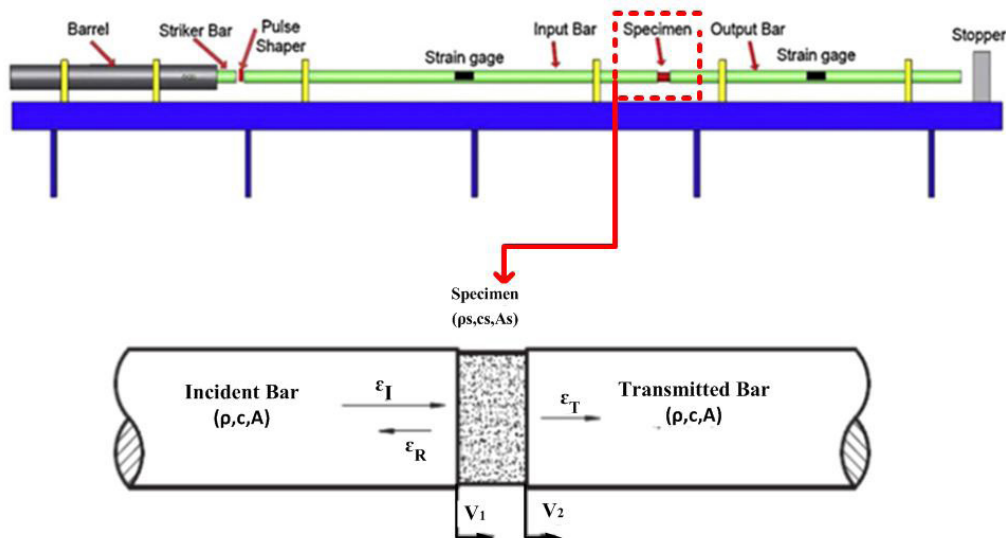 Barrel
Striker Bar
Pulse
Shaper
Strain gage
Input Bar
Specimen
Output Bar
Strain gage
Stopper
Specimen
(ρs,cs,As)
Incident Bar
(ρ,c,A)
εI
εR
εT
Transmitted Bar
(ρ,c,A)
V1
V2